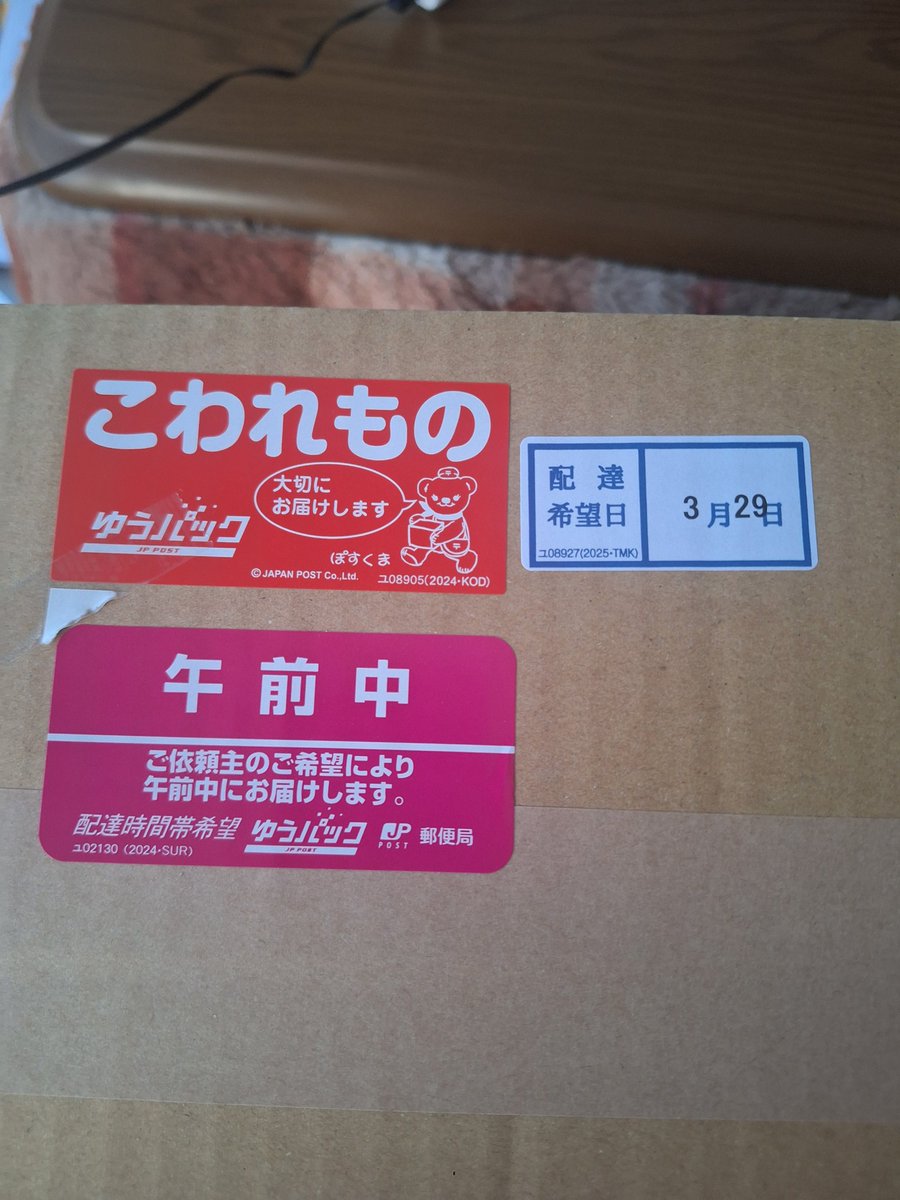 こわれもの
大切に
お届けします
ゆうパック
JP POST
ぽすくま
©JAPAN POST Co.,Ltd.
ユ08905(2024・KOD)
配達
希望日
3月29日
ユ08927(2025・TMK)
午前中
ご依頼主のご希望により
午前中にお届けします。
配達時間帯希望 ゆうパック JP POST 郵便局
JP POST
ユ02130 (2024・SUR)